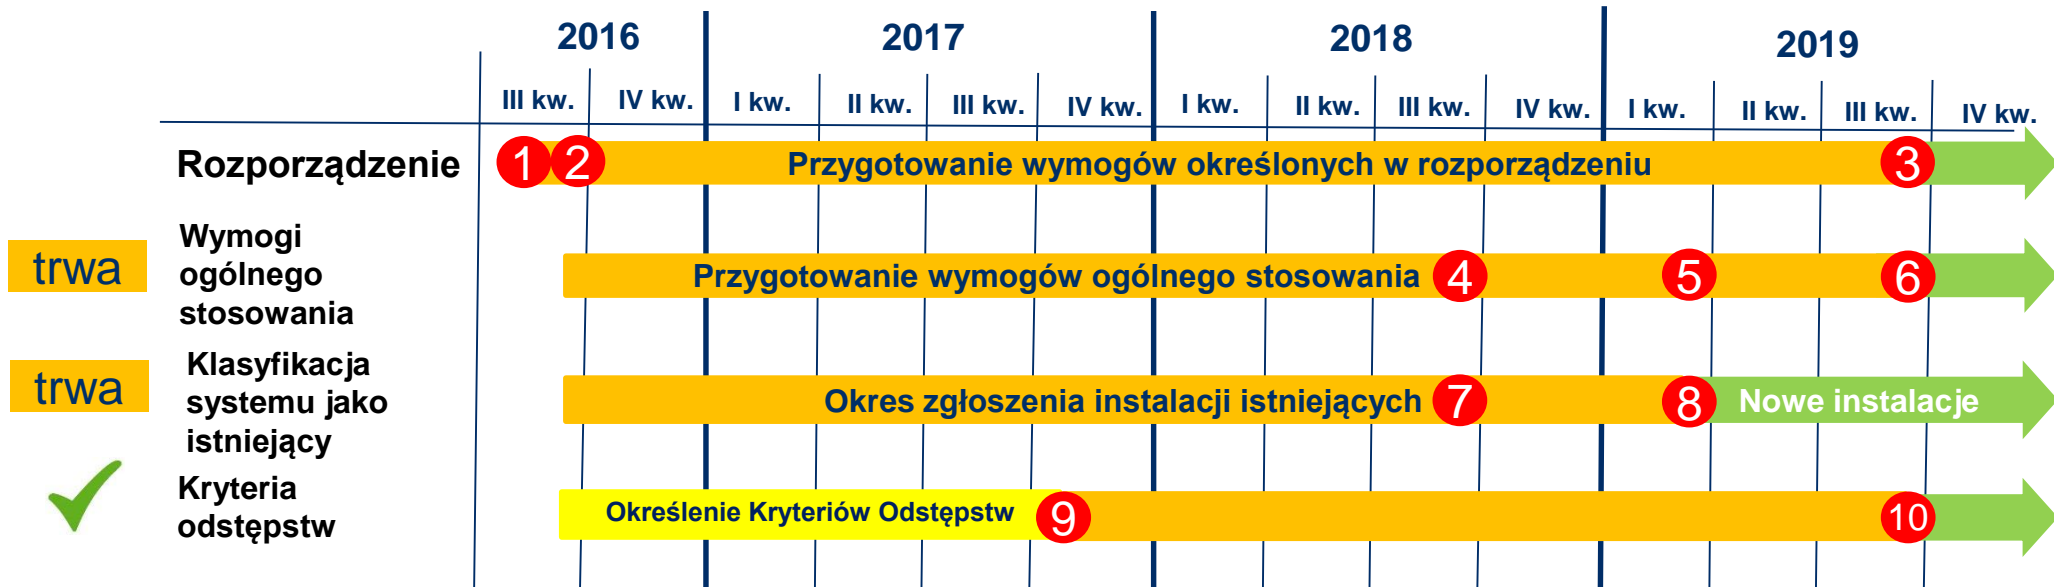 2016 2017 2018 2019
III kw. IV kw. I kw. II kw. III kw. IV kw. I kw. II kw. III kw. IV kw. I kw. II kw. III kw. IV kw.
Rozporządzenie 1 2 Przygotowanie wymogów określonych w rozporządzeniu 3
trwa
Wymogi
ogólnego
stosowania
Przygotowanie wymogów ogólnego stosowania 4 5 6
trwa
Klasyfikacja
systemu jako
istniejący
Okres zgłoszenia instalacji istniejących 7 8 Nowe instalacje
Kryteria
odstępstw
Określenie Kryteriów Odstępstw 9 10